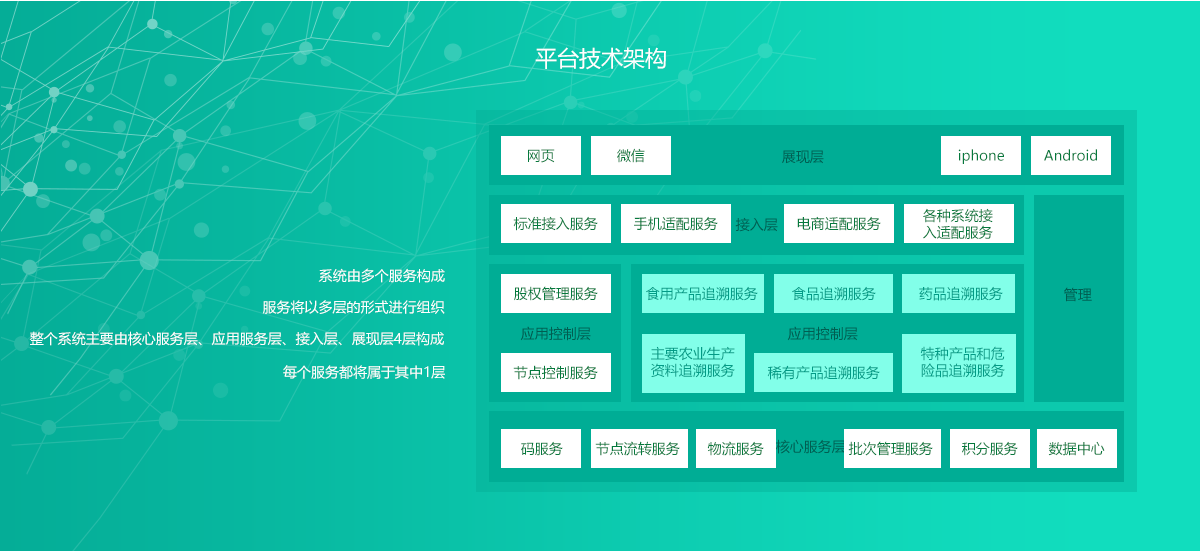 平台技术架构
系统由多个服务构成
服务将以多层的形式进行组织
整个系统主要由核心服务层、应用服务层、接入层、展现层4层构成
每个服务都将属于其中1层
网页
微信
展现层
iphone
Android
标准接入服务
手机适配服务
接入层
电商适配服务
各种系统接
入适配服务
管理
股权管理服务
应用控制层
节点控制服务
食用产品追溯服务
食品追溯服务
药品追溯服务
应用控制层
主要农业生产
资料追溯服务
稀有产品追溯服务
特种产品和危
险品追溯服务
码服务
节点流转服务
物流服务
核心服务层
批次管理服务
积分服务
数据中心